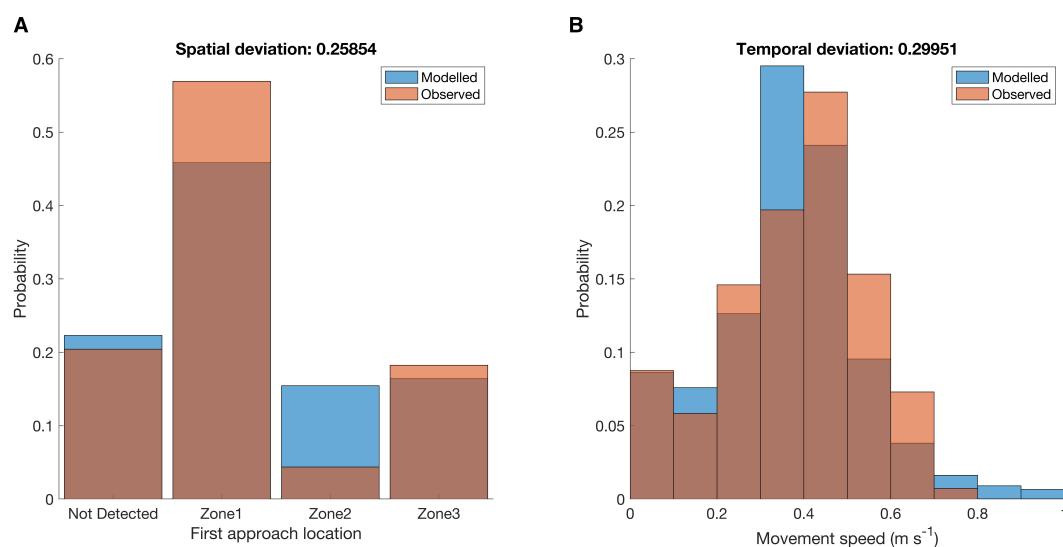 A
Spatial deviation: 0.25854
Modelled
Observed
0.6
0.5
0.4
0.3
0.2
0.1
0
Probability
Not Detected Zone1 Zone2 Zone3
First approach location
B
Temporal deviation: 0.29951
Modelled
Observed
0.3
0.25
0.2
0.15
0.1
0.05
0
Probability
0 0.2 0.4 0.6 0.8
Movement speed (m s⁻¹)